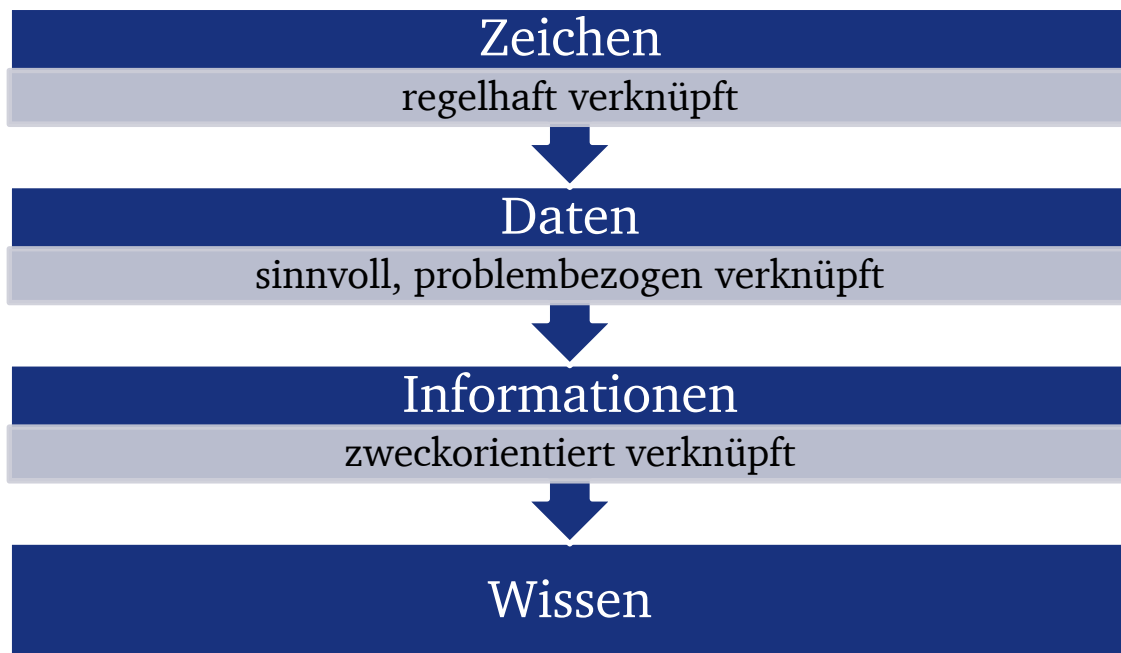 Zeichen
regelhaft verknüpft
Daten
sinnvoll, problembezogen verknüpft
Informationen
zweckorientiert verknüpft
Wissen